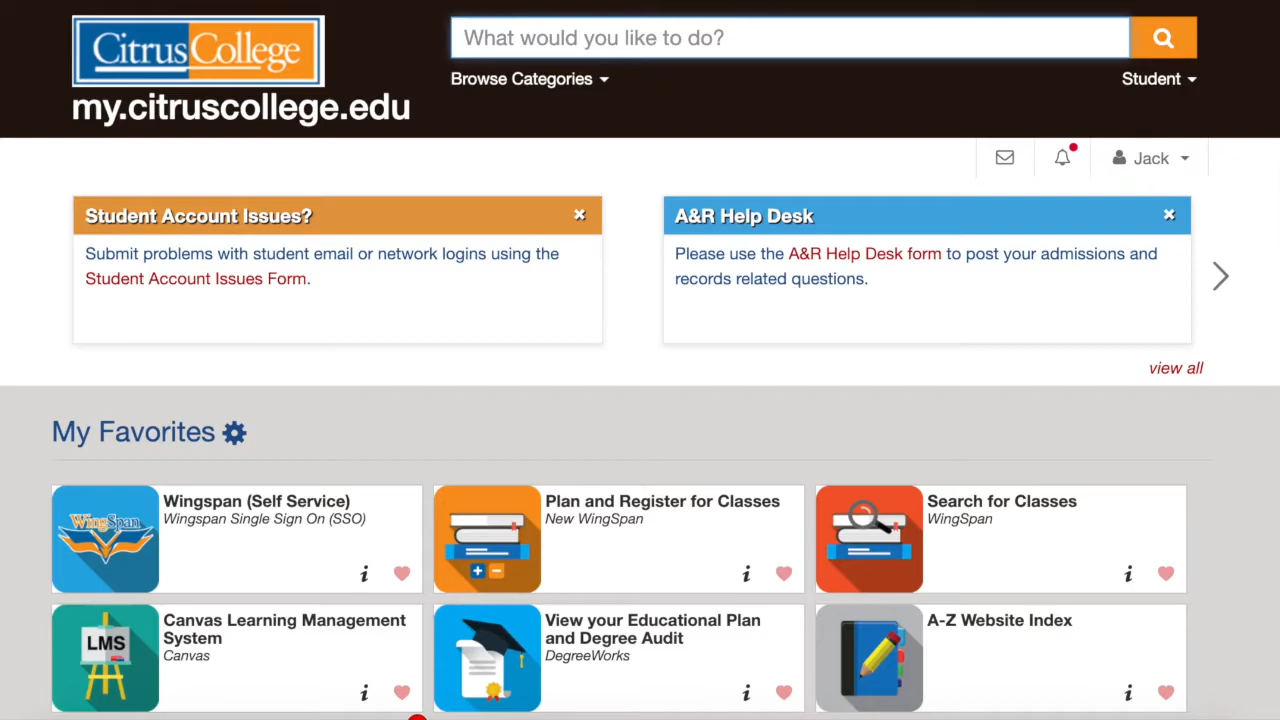 CitrusCollege
my.citruscollege.edu
What would you like to do?
Browse Categories
Student
Jack
Student Account Issues?
Submit problems with student email or network logins using the
Student Account Issues Form.
A&R Help Desk
Please use the A&R Help Desk form to post your admissions and
records related questions.
view all
My Favorites
WingSpan
Wingspan (Self Service)
Wingspan Single Sign On (SSO)
i
Plan and Register for Classes
New WingSpan
i
Search for Classes
WingSpan
i
LMS
Canvas Learning Management
System
Canvas
i
View your Educational Plan
and Degree Audit
DegreeWorks
i
A-Z Website Index
i